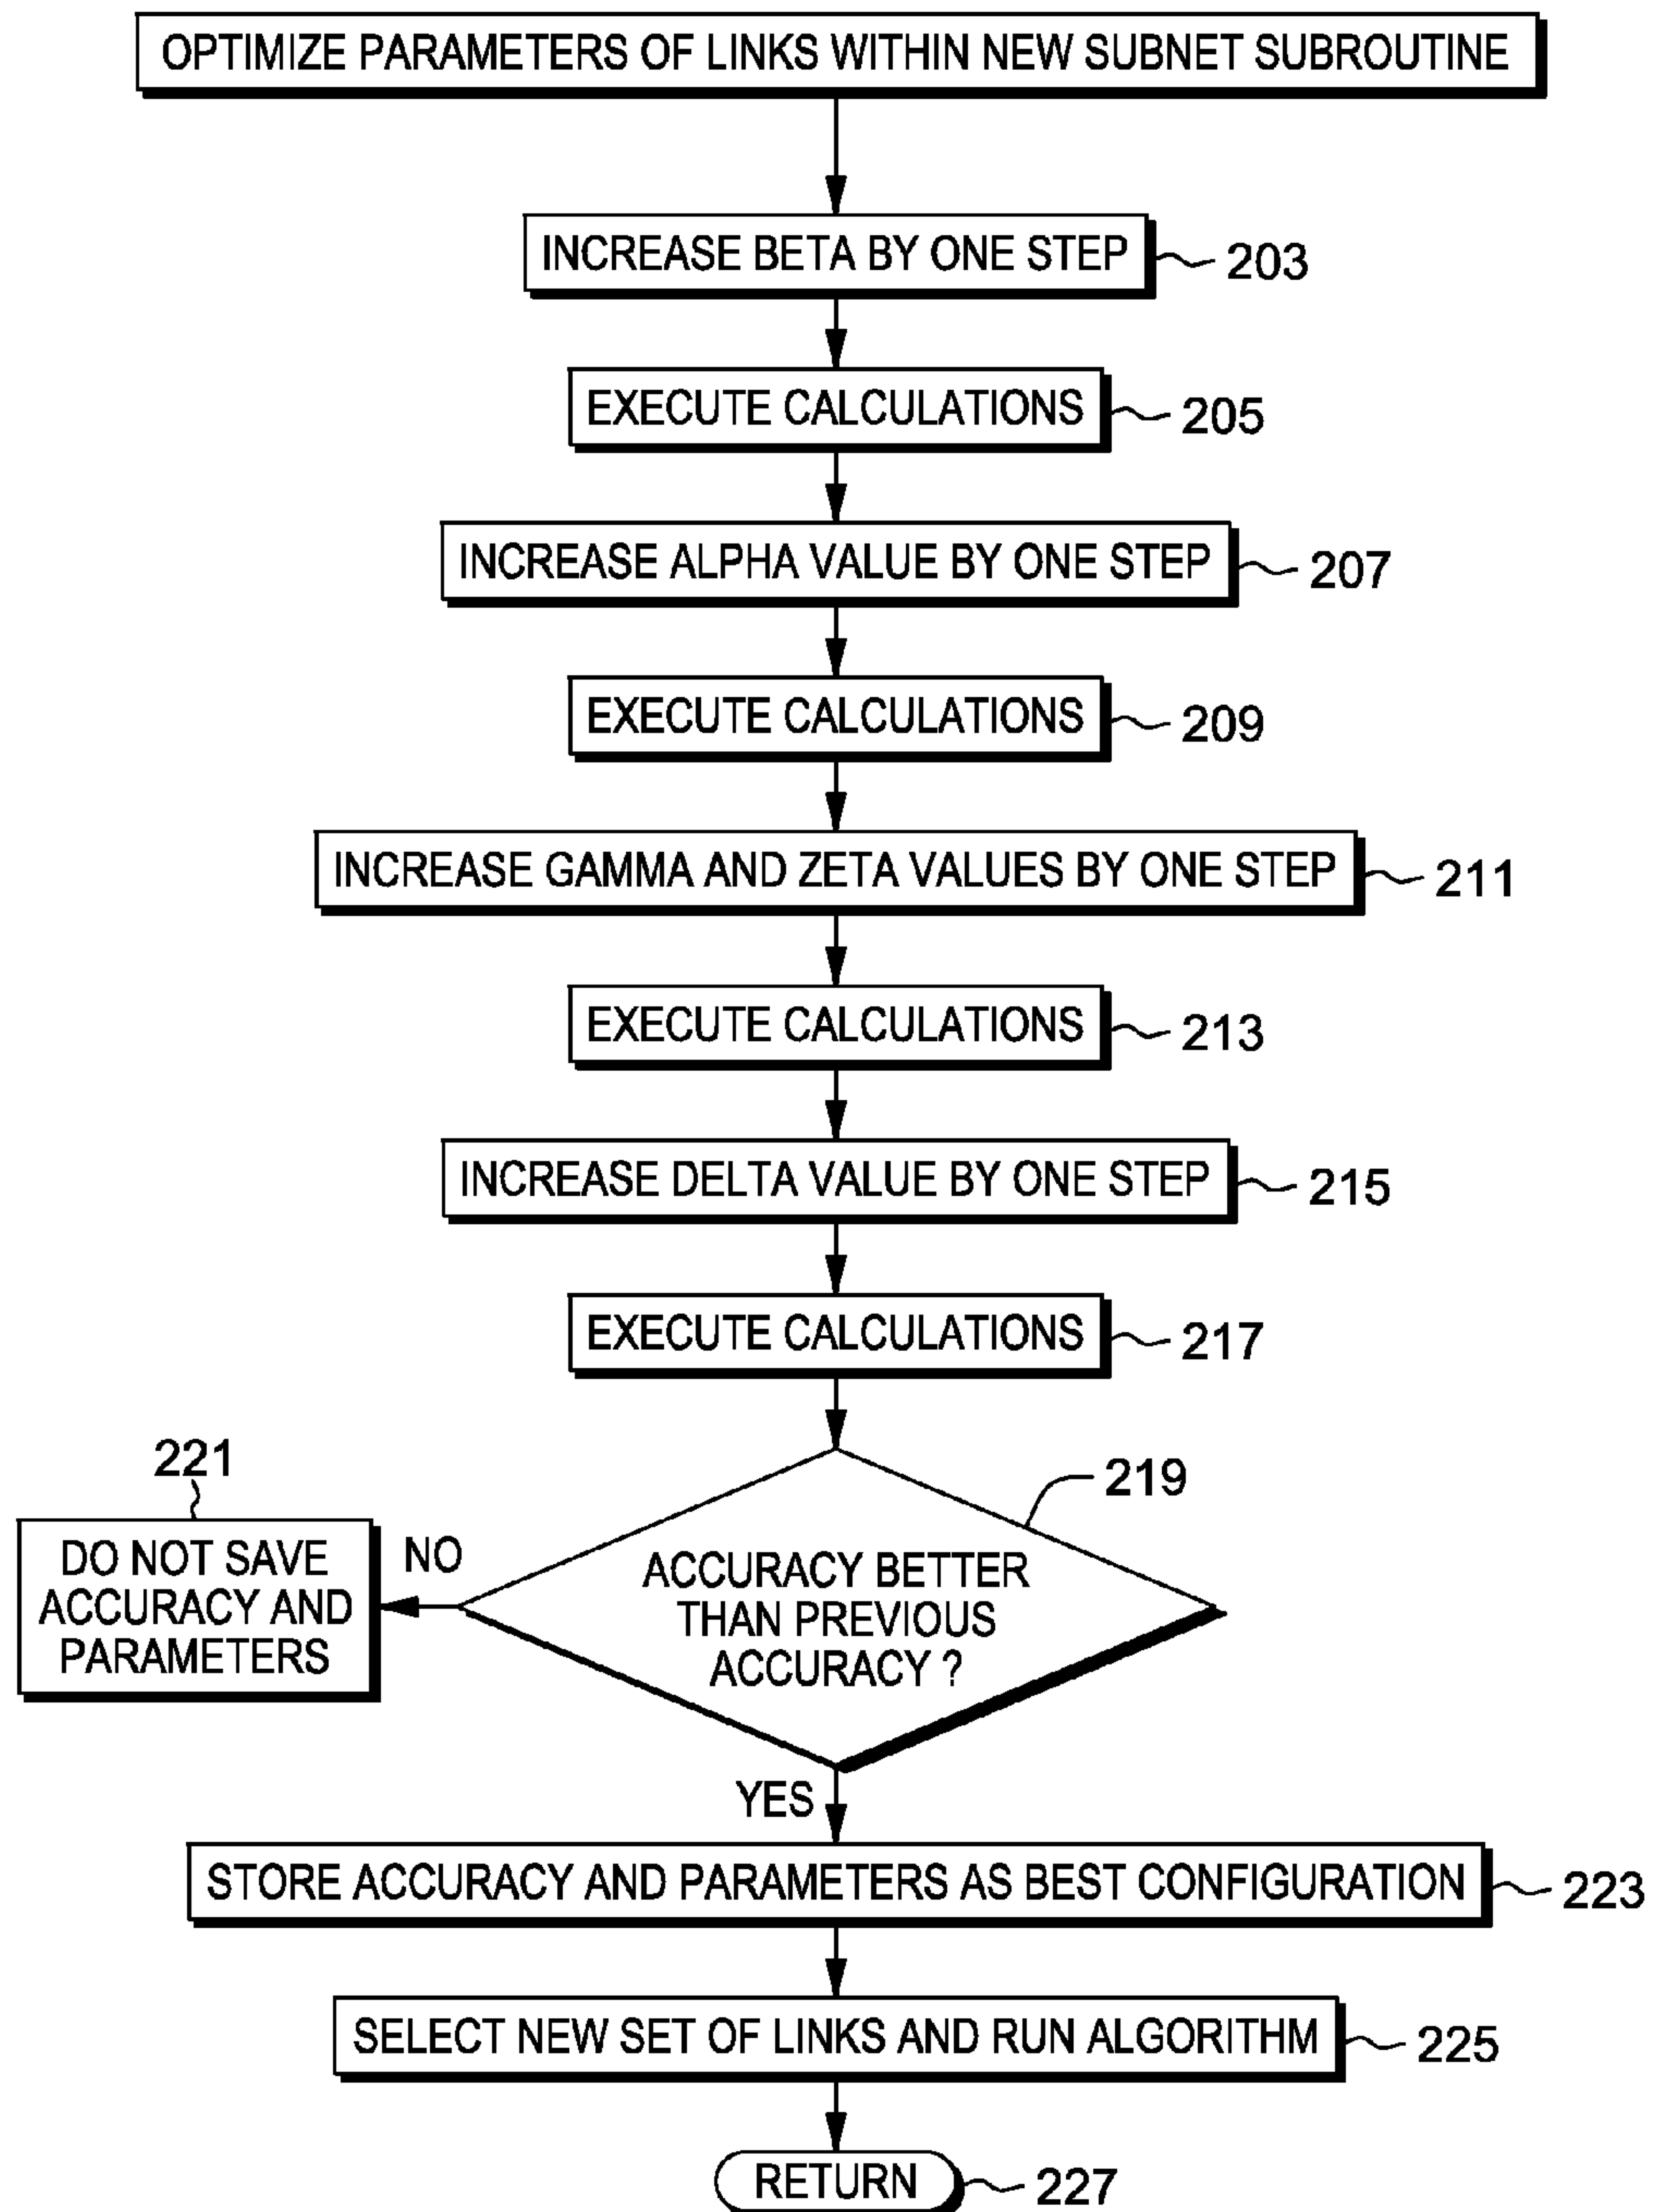 OPTIMIZE PARAMETERS OF LINKS WITHIN NEW SUBNET SUBROUTINE
INCREASE BETA BY ONE STEP
203
EXECUTE CALCULATIONS
205
INCREASE ALPHA VALUE BY ONE STEP
207
EXECUTE CALCULATIONS
209
INCREASE GAMMA AND ZETA VALUES BY ONE STEP
211
EXECUTE CALCULATIONS
213
INCREASE DELTA VALUE BY ONE STEP
215
EXECUTE CALCULATIONS
217
221
DO NOT SAVE
ACCURACY AND
PARAMETERS
NO
ACCURACY BETTER
THAN PREVIOUS
ACCURACY ?
219
YES
STORE ACCURACY AND PARAMETERS AS BEST CONFIGURATION
223
SELECT NEW SET OF LINKS AND RUN ALGORITHM
225
RETURN
227